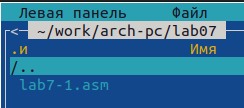 Левая панель Файл
<─ ~/work/arch-pc/lab07
.и Имя
/..
lab7-1.asm